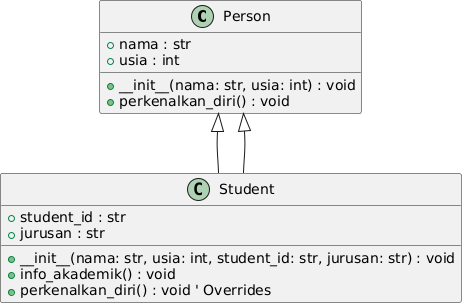 C Person
nama : str
usia : int
__init__(nama: str, usia: int) : void
perkenalkan_diri() : void
C Student
student_id : str
jurusan : str
__init__(nama: str, usia: int, student_id: str, jurusan: str) : void
info_akademik() : void
perkenalkan_diri() : void ' Overrides